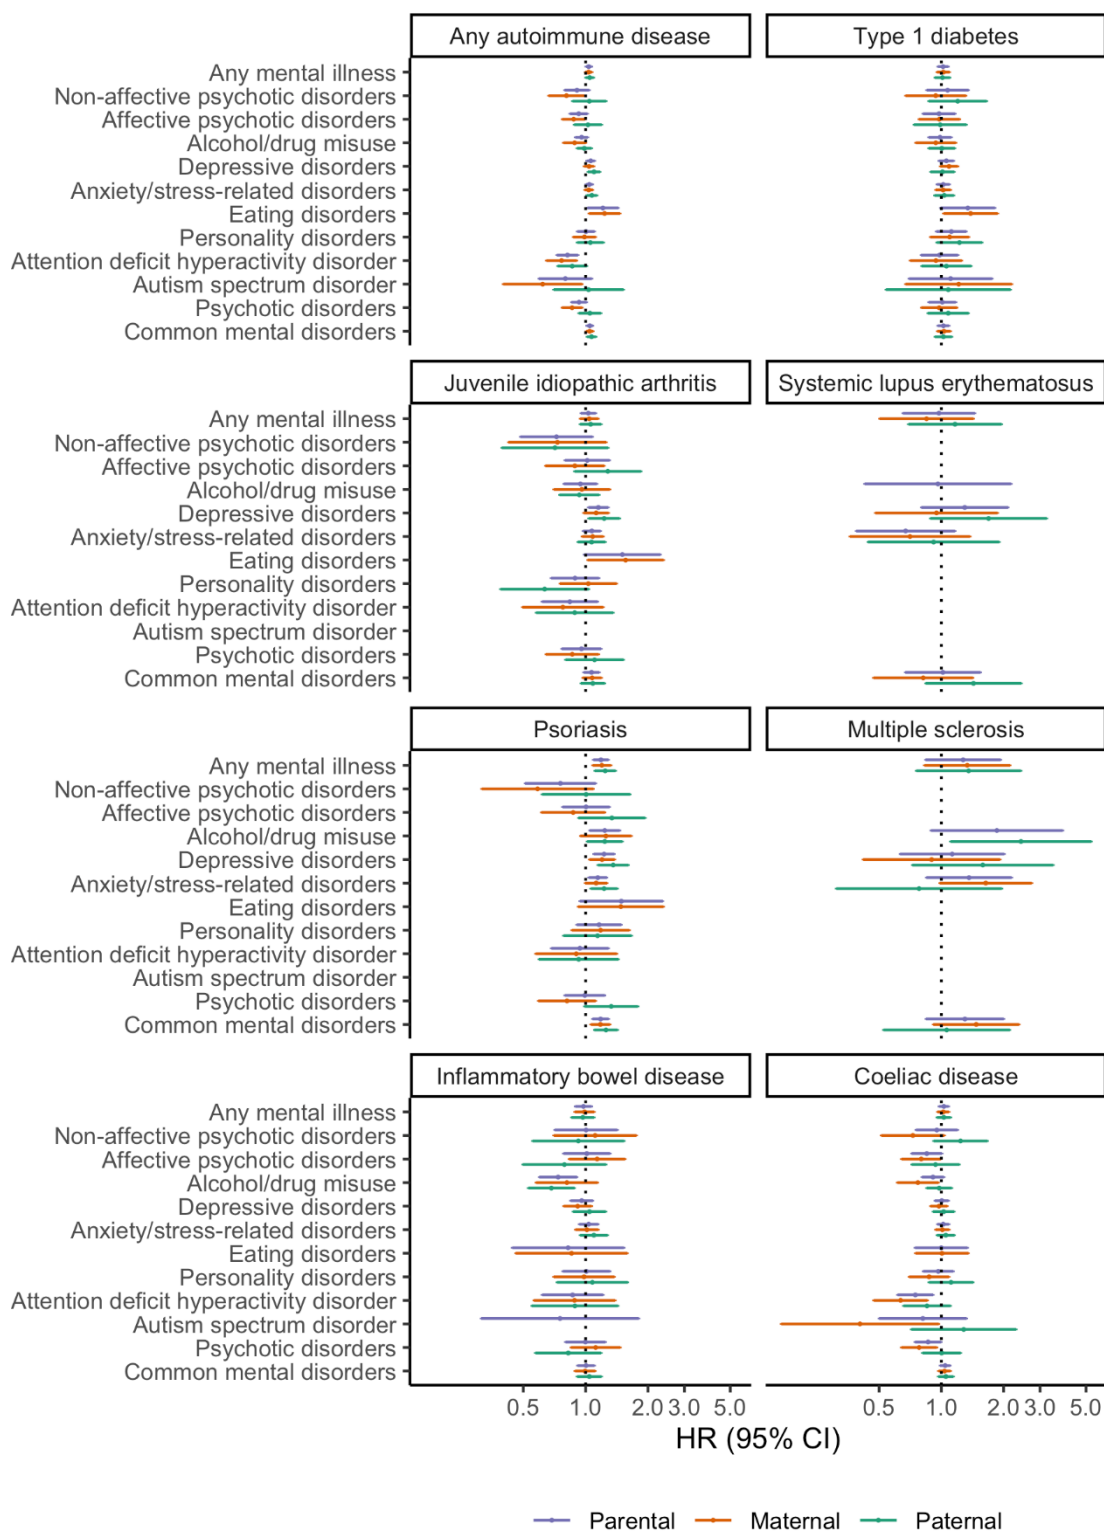 Any autoimmune disease
Type 1 diabetes
Any mental illness
Non-affective psychotic disorders
Affective psychotic disorders
Alcohol/drug misuse
Depressive disorders
Anxiety/stress-related disorders
Eating disorders
Personality disorders
Attention deficit hyperactivity disorder
Autism spectrum disorder
Psychotic disorders
Common mental disorders
Juvenile idiopathic arthritis
Systemic lupus erythematosus
Any mental illness
Non-affective psychotic disorders
Affective psychotic disorders
Alcohol/drug misuse
Depressive disorders
Anxiety/stress-related disorders
Eating disorders
Personality disorders
Attention deficit hyperactivity disorder
Autism spectrum disorder
Psychotic disorders
Common mental disorders
Psoriasis
Multiple sclerosis
Any mental illness
Non-affective psychotic disorders
Affective psychotic disorders
Alcohol/drug misuse
Depressive disorders
Anxiety/stress-related disorders
Eating disorders
Personality disorders
Attention deficit hyperactivity disorder
Autism spectrum disorder
Psychotic disorders
Common mental disorders
Inflammatory bowel disease
Coeliac disease
Any mental illness
Non-affective psychotic disorders
Affective psychotic disorders
Alcohol/drug misuse
Depressive disorders
Anxiety/stress-related disorders
Eating disorders
Personality disorders
Attention deficit hyperactivity disorder
Autism spectrum disorder
Psychotic disorders
Common mental disorders
0.5 1.0 2.0 3.0 5.0
0.5 1.0 2.0 3.0 5.0
HR (95% CI)
Parental Maternal Paternal